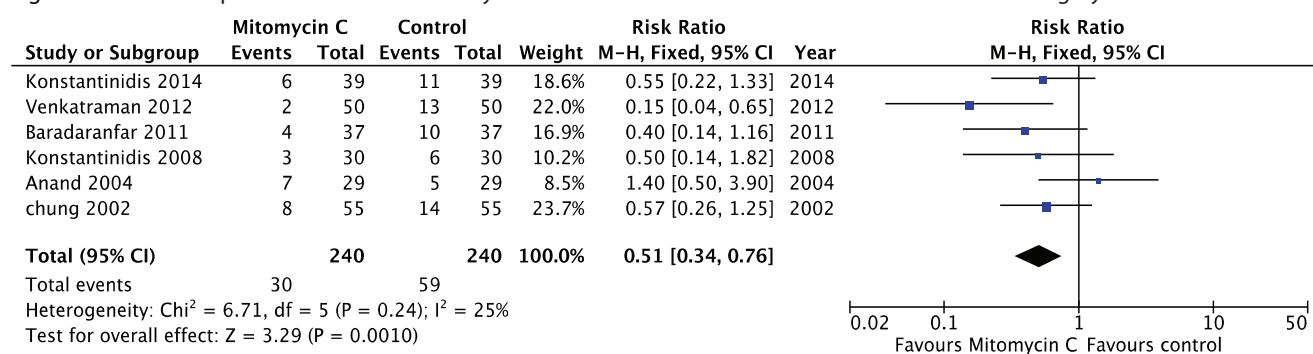 Mitomycin C Control Risk Ratio Risk Ratio
Study or Subgroup Events Total Events Total Weight M-H, Fixed, 95% CI Year M-H, Fixed, 95% CI
Konstantinidis 2014 6 39 11 39 18.6% 0.55 [0.22, 1.33] 2014
Venkatraman 2012 2 50 13 50 22.0% 0.15 [0.04, 0.65] 2012
Baradaranfar 2011 4 37 10 37 16.9% 0.40 [0.14, 1.16] 2011
Konstantinidis 2008 3 30 6 30 10.2% 0.50 [0.14, 1.82] 2008
Anand 2004 7 29 5 29 8.5% 1.40 [0.50, 3.90] 2004
chung 2002 8 55 14 55 23.7% 0.57 [0.26, 1.25] 2002
Total (95% CI) 240 240 100.0% 0.51 [0.34, 0.76]
Total events 30 59
Heterogeneity: Chi² = 6.71, df = 5 (P = 0.24); I² = 25%
Test for overall effect: Z = 3.29 (P = 0.0010)
0.02 0.1 1 10 50
Favours Mitomycin C Favours control